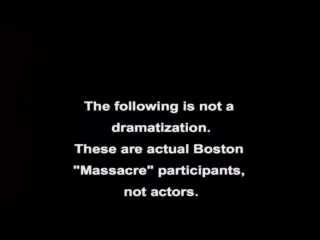 The following is not a
dramatization.
These are actual Boston
"Massacre" participants,
not actors.